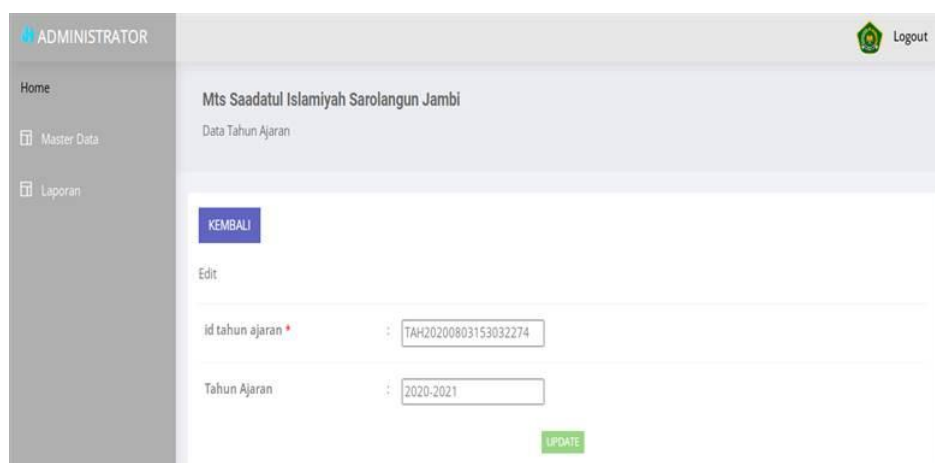 ADMINISTRATOR
Logout
Home
Master Data
Laporan
Mts Saadatul Islamiyah Sarolangun Jambi
Data Tahun Ajaran
KEMBALI
Edit
id tahun ajaran * : TAH20200803153032274
Tahun Ajaran : 2020-2021
UPDATE